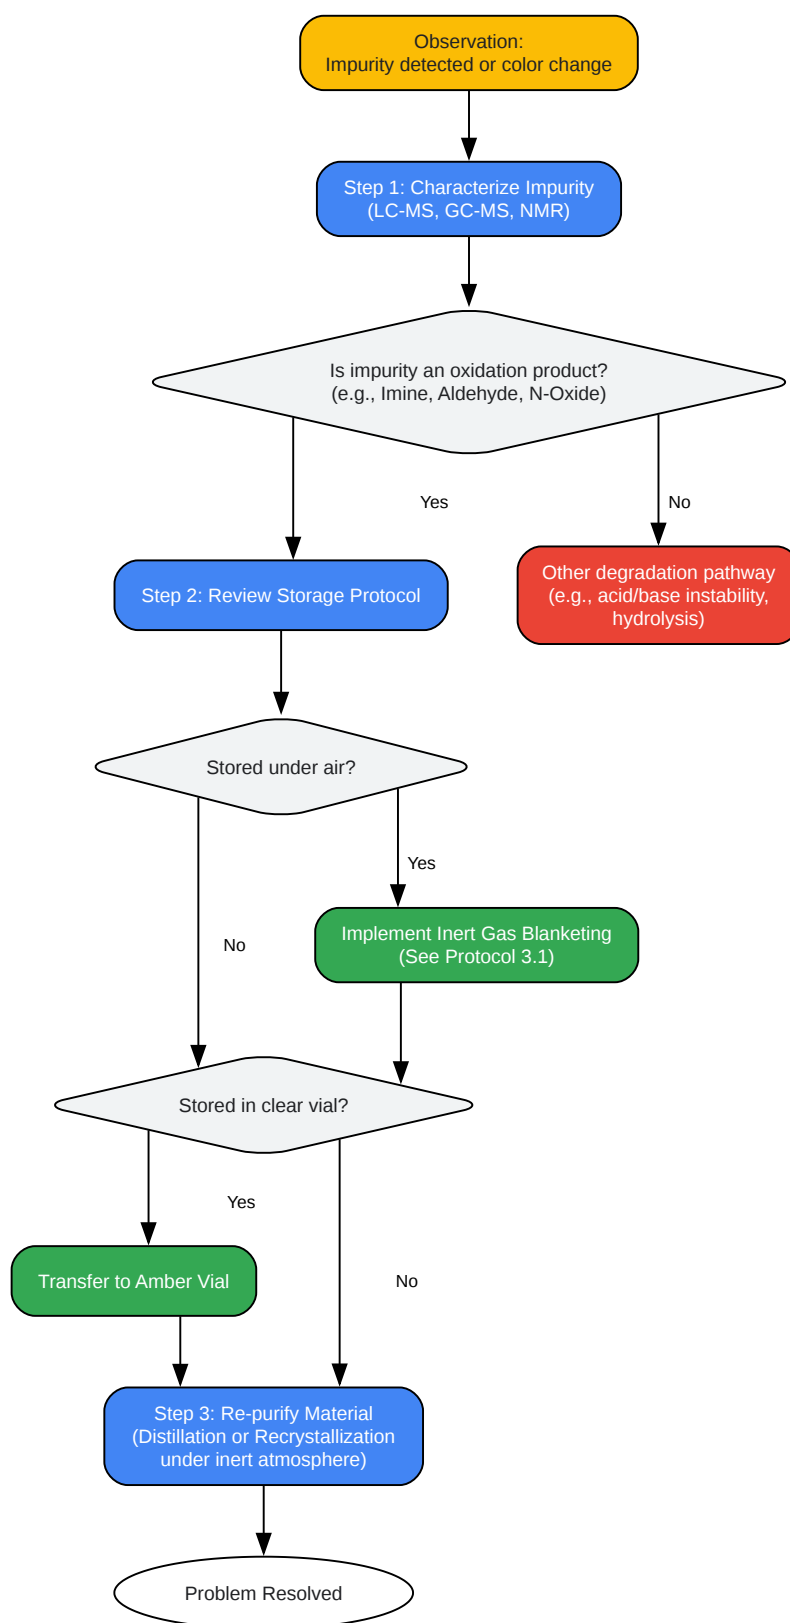 Observation:
Impurity detected or color change
Step 1: Characterize Impurity
(LC-MS, GC-MS, NMR)
Is impurity an oxidation product?
(e.g., Imine, Aldehyde, N-Oxide)
Yes
No
Other degradation pathway
(e.g., acid/base instability,
hydrolysis)
Step 2: Review Storage Protocol
Stored under air?
Yes
Implement Inert Gas Blanketing
(See Protocol 3.1)
No
Stored in clear vial?
Yes
Transfer to Amber Vial
No
Step 3: Re-purify Material
(Distillation or Recrystallization
under inert atmosphere)
Problem Resolved